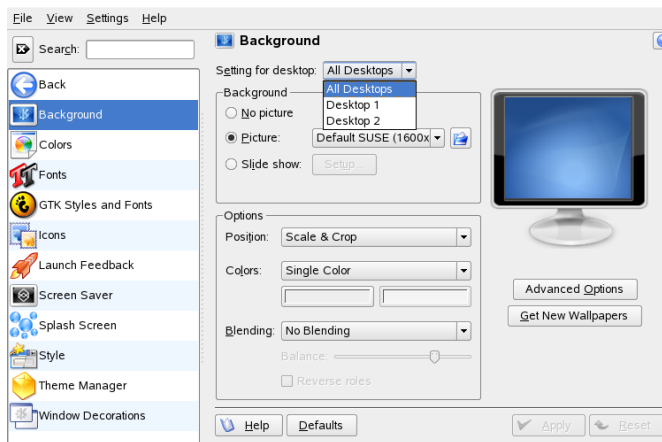 File View Settings Help
Search:
Back
Background
Colors
Fonts
GTK Styles and Fonts
Icons
Launch Feedback
Screen Saver
Splash Screen
Style
Theme Manager
Window Decorations
Background
Setting for desktop: All Desktops
All Desktops
Desktop 1
Desktop 2
Background
No picture
Picture: Default SUSE (1600x
Slide show: Setup...
Options
Position: Scale & Crop
Colors: Single Color
Blending: No Blending
Balance:
Reverse roles
Advanced Options
Get New Wallpapers
Help Defaults Apply Reset